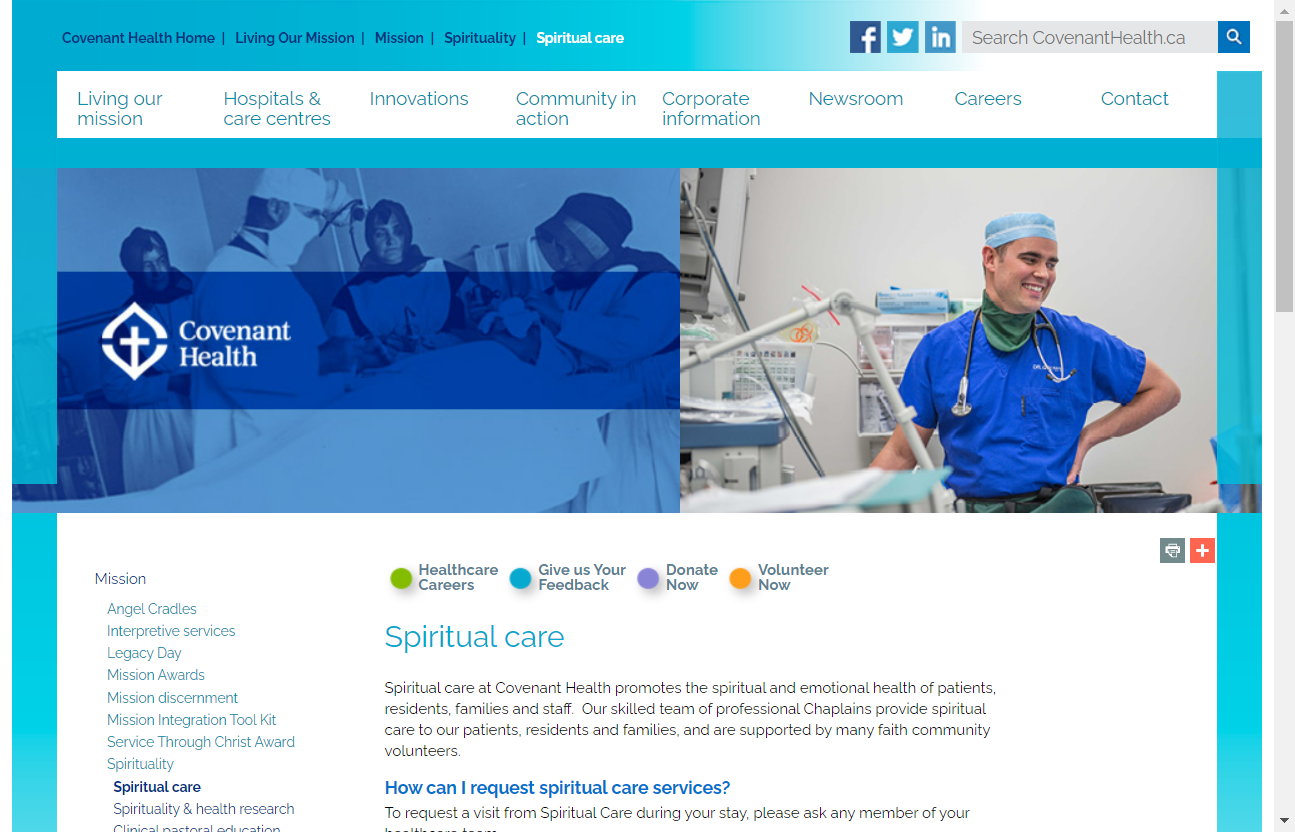 Covenant Health Home | Living Our Mission | Mission | Spirituality | Spiritual care
Search CovenantHealth.ca
Living our
mission
Hospitals &
care centres
Innovations
Community in
action
Corporate
information
Newsroom
Careers
Contact
Covenant
Health
Mission
Angel Cradles
Interpretive services
Legacy Day
Mission Awards
Mission discernment
Mission Integration Tool Kit
Service Through Christ Award
Spirituality
Spiritual care
Spirituality & health research
Clinical pastoral education
Healthcare
Careers
Give us Your
Feedback
Donate
Now
Volunteer
Now
Spiritual care
Spiritual care at Covenant Health promotes the spiritual and emotional health of patients,
residents, families and staff. Our skilled team of professional Chaplains provide spiritual
care to our patients, residents and families, and are supported by many faith community
volunteers.
How can I request spiritual care services?
To request a visit from Spiritual Care during your stay, please ask any member of your
healthcare team.